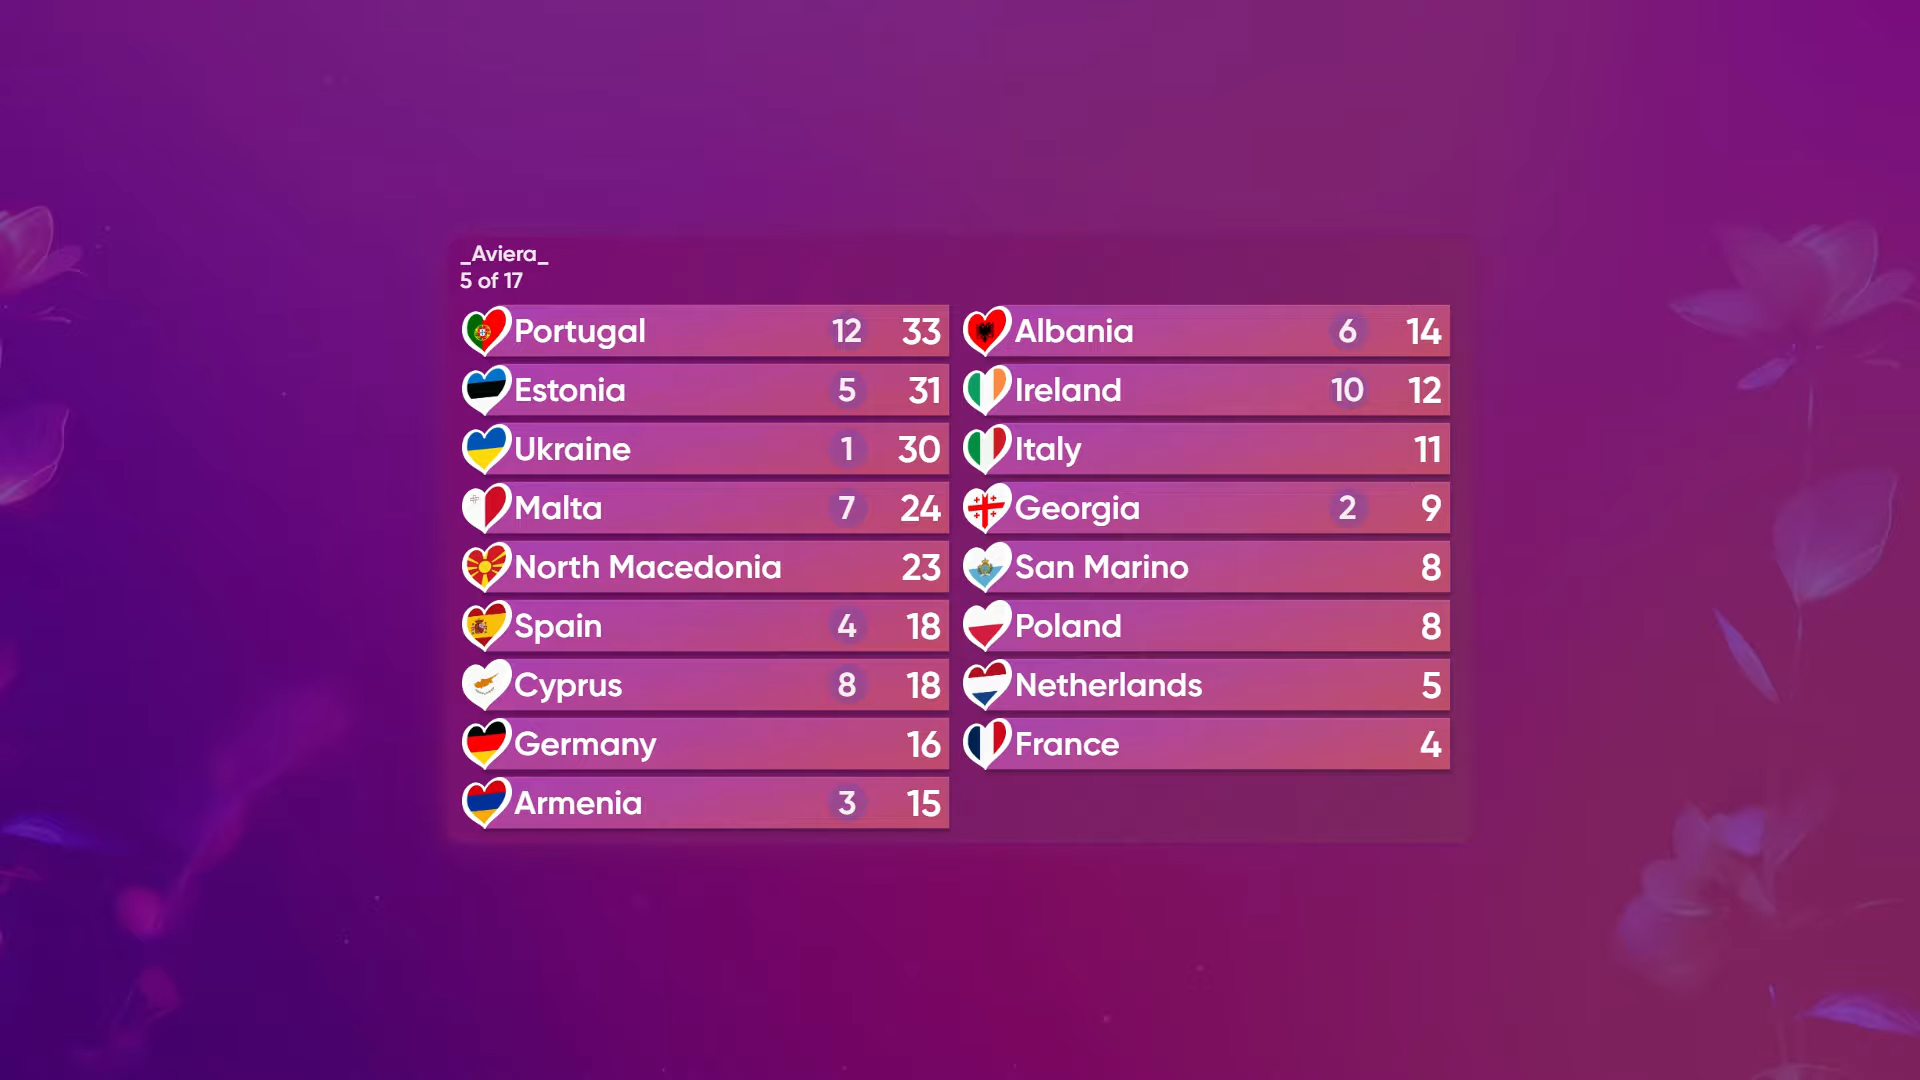 _Aviera_
5 of 17
Portugal 12 33
Estonia 5 31
Ukraine 1 30
Malta 7 24
North Macedonia 23
Spain 4 18
Cyprus 8 18
Germany 16
Armenia 3 15
Albania 6 14
Ireland 10 12
Italy 11
Georgia 2 9
San Marino 8
Poland 8
Netherlands 5
France 4